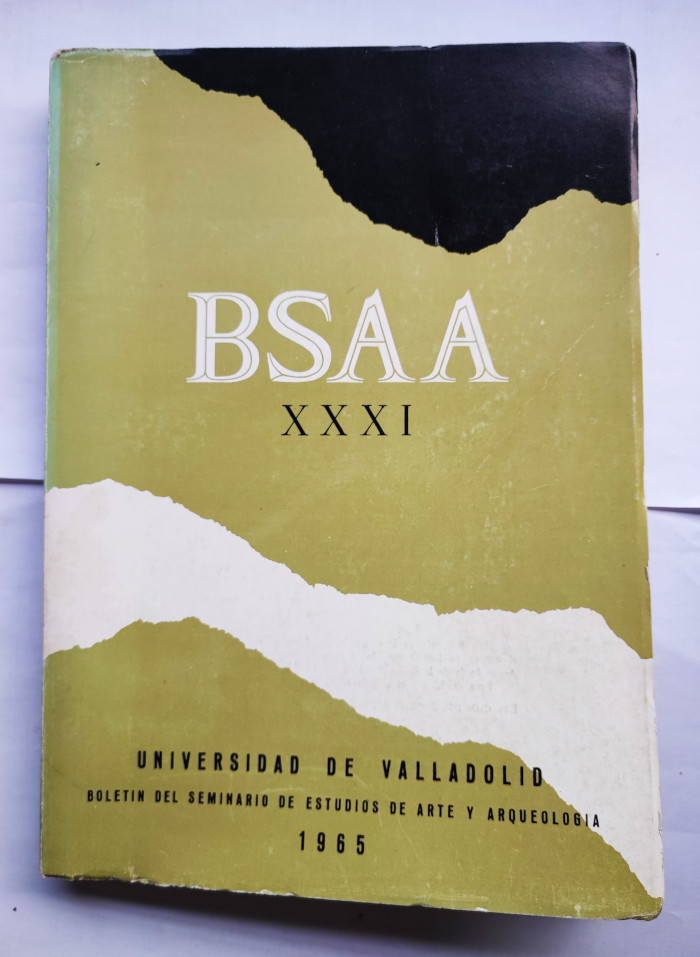 BSAA
XXXI
UNIVERSIDAD DE VALLADOLID
BOLETIN DEL SEMINARIO DE ESTUDIOS DE ARTE Y ARQUEOLOGIA
1965